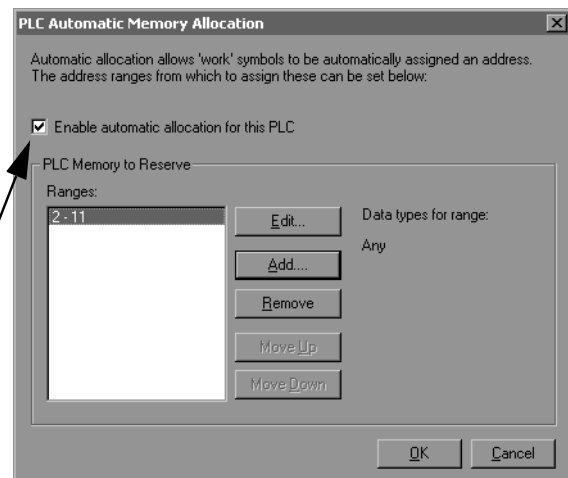 PLC Automatic Memory Allocation
Automatic allocation allows 'work' symbols to be automatically assigned an address.
The address ranges from which to assign these can be set below:
Enable automatic allocation for this PLC
PLC Memory to Reserve
Ranges:
2 - 11
Edit...
Add....
Remove
Move Up
Move Down
Data types for range:
Any
OK
Cancel